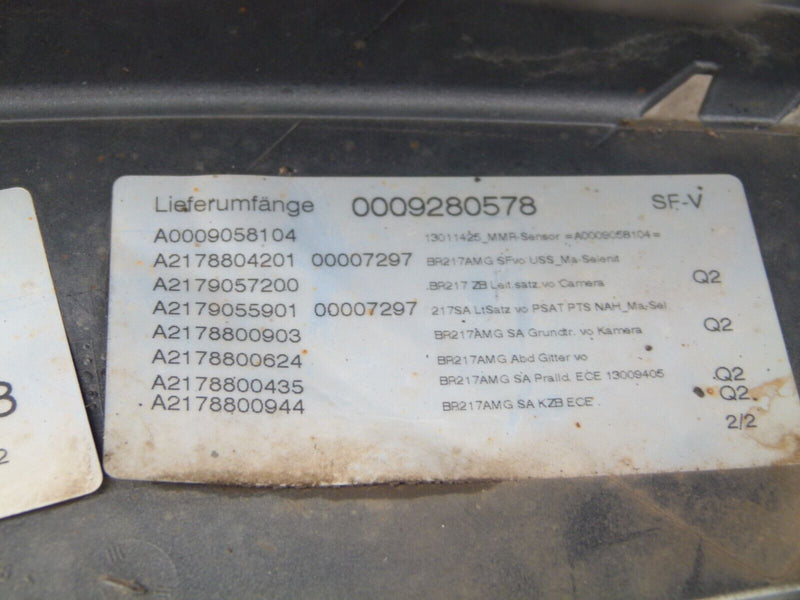 Lieferumfänge 0009280578 SF-V
A0009058104 13011425_MMR-Sensor =A0009058104=
A2178804201 00007297 BR217AMG SFvo USS_Ma-Selenit
A2179057200 BR217 ZB Leit.satz.vo Camera Q2
A2179055901 00007297 217SA LtSatz vo PSAT PTS NAH_Ma-Sel
A2178800903 BR217AMG SA Grundtr. vo Kamera Q2
A2178800624 BR217AMG Abd Gitter vo
A2178800435 BR217AMG SA Pralld. ECE 13009405 Q2
A2178800944 BR217AMG SA KZB ECE Q2
2/2
2